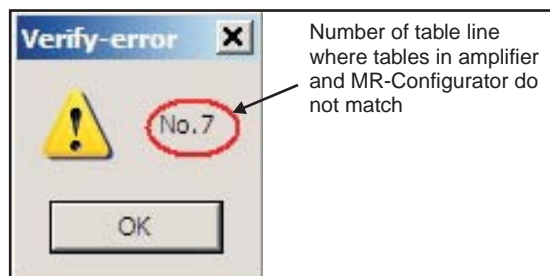 Verify-error
No.7
OK
Number of table line
where tables in amplifier
and MR-Configurator do
not match